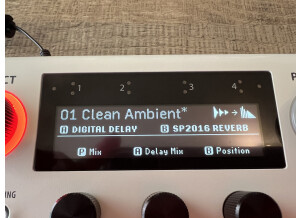 1 2 3 4
01 Clean Ambient*
A DIGITAL DELAY B SP2016 REVERB
P Mix A Delay Mix B Position